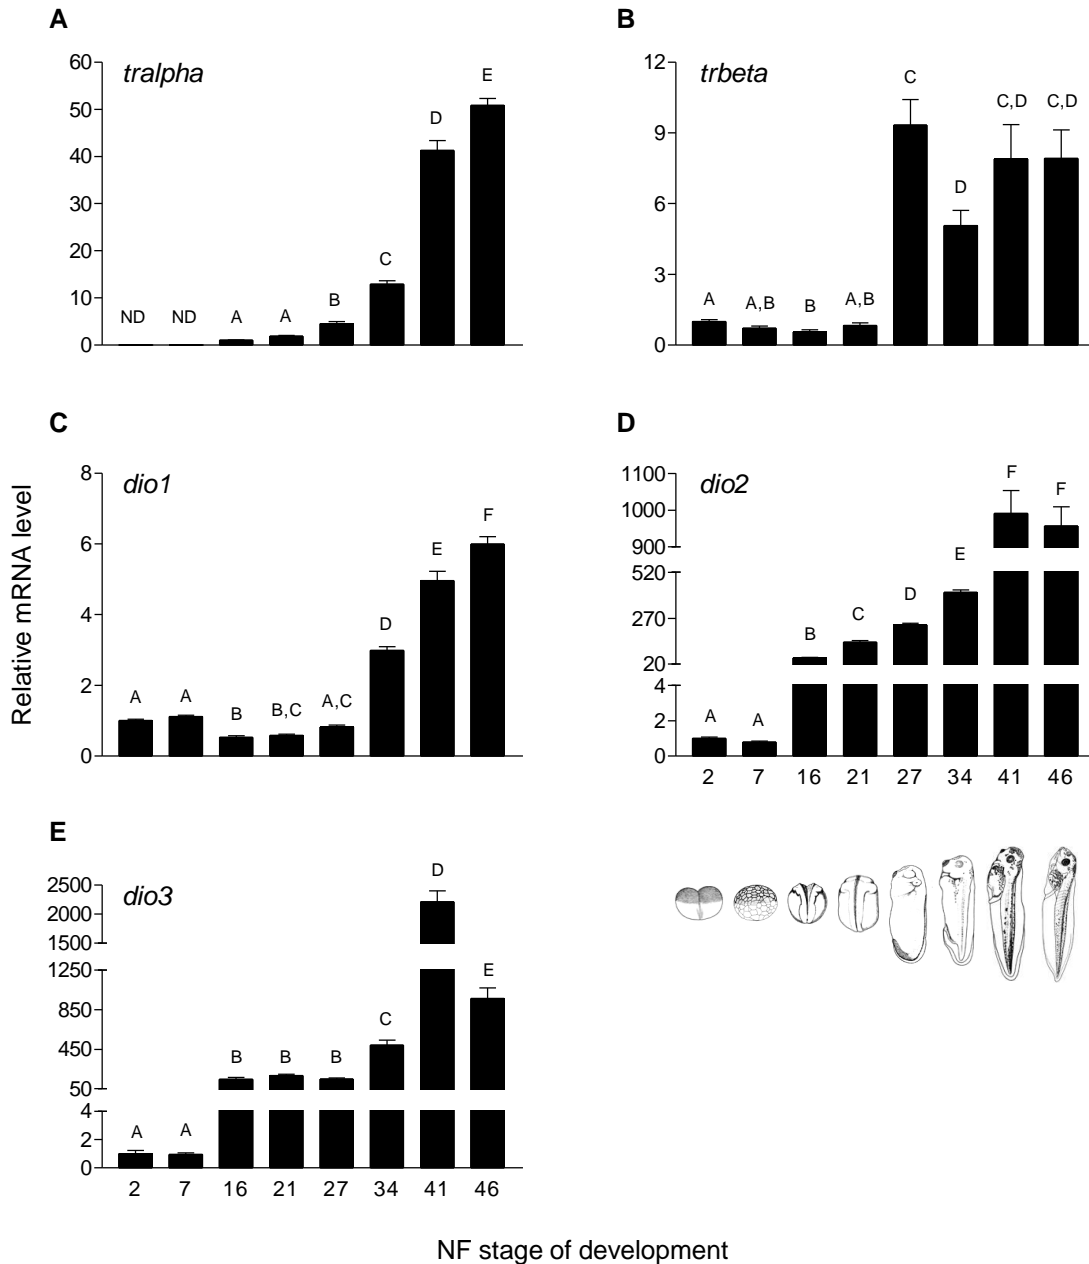 A
B
60
50
40
30
20
10
0
tralpha
ND ND A A B C D E
12
9
6
3
0
trbeta
A A,B B A,B C D C,D C,D
C
D
Relative mRNA level
8
6
4
2
0
dio1
A A B B,C A,C D E F
1100
1000
900
520
270
20
4
2
0
dio2
A A B C D E F F
2 7 16 21 27 34 41 46
E
2500
2000
1500
1250
850
450
50
4
2
0
dio3
A A B B B C D E
2 7 16 21 27 34 41 46
NF stage of development